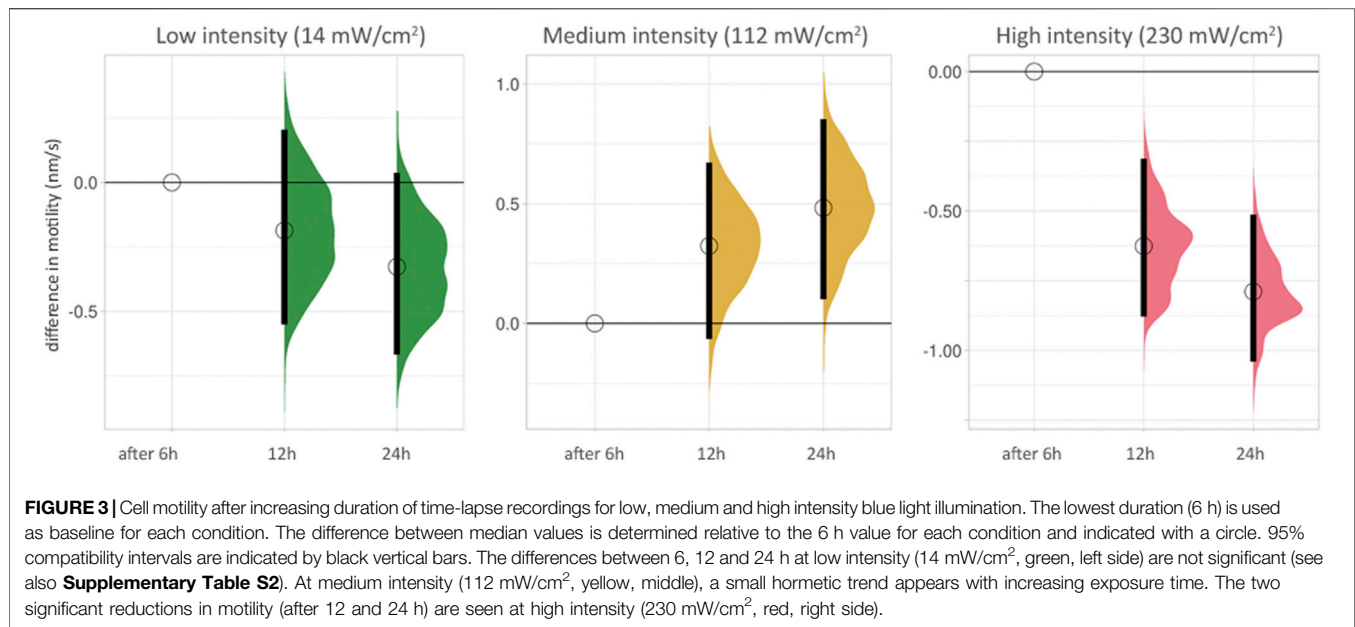 Low intensity (14 mW/cm²)
Medium intensity (112 mW/cm²)
High intensity (230 mW/cm²)
difference in motility (nm/s)
0.0
-0.5
after 6h
12h
24h
1.0
0.5
0.0
after 6h
12h
24h
0.00
-0.50
-1.00
after 6h
12h
24h
FIGURE 3 | Cell motility after increasing duration of time-lapse recordings for low, medium and high intensity blue light illumination. The lowest duration (6 h) is used
as baseline for each condition. The difference between median values is determined relative to the 6 h value for each condition and indicated with a circle. 95%
compatibility intervals are indicated by black vertical bars. The differences between 6, 12 and 24 h at low intensity (14 mW/cm², green, left side) are not significant (see
also Supplementary Table S2). At medium intensity (112 mW/cm², yellow, middle), a small hormetic trend appears with increasing exposure time. The two
significant reductions in motility (after 12 and 24 h) are seen at high intensity (230 mW/cm², red, right side).